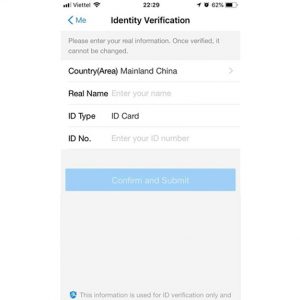 Viettel 22:29 62%
Me Identity Verification
Please enter your real information. Once verified, it
cannot be changed.
Country(Area) Mainland China
Real Name Enter your name
ID Type ID Card
ID No. Enter your ID number
Confirm and Submit
This information is used for ID verification only and